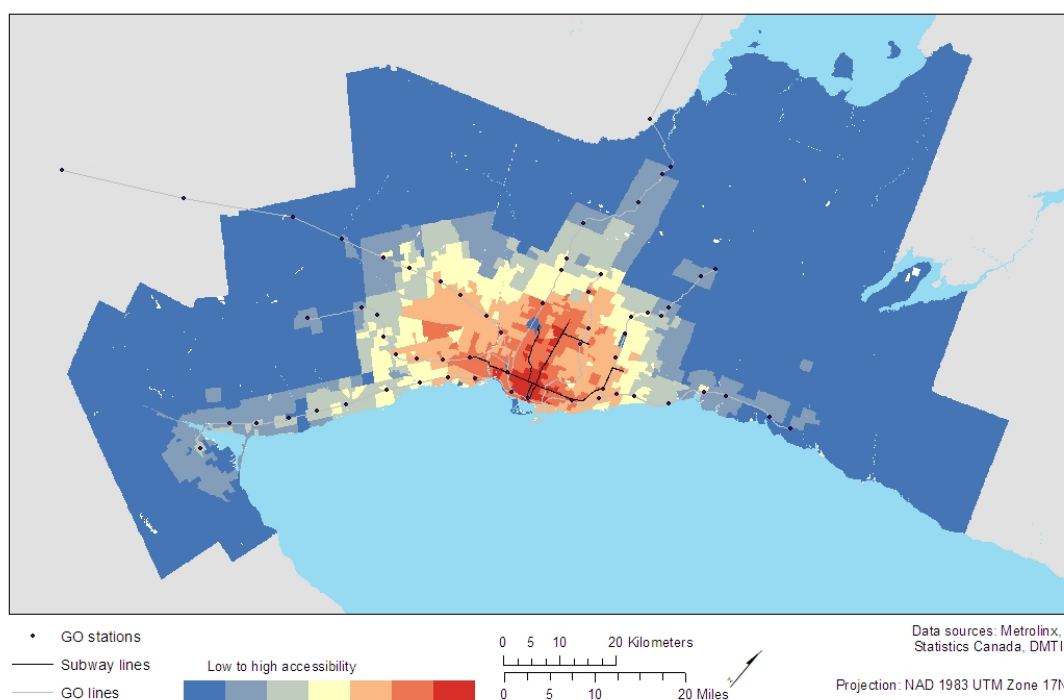 GO stations
Subway lines
GO lines
Low to high accessibility
0 5 10 20 Kilometers
0 5 10 20 Miles
Data sources: Metrolinx,
Statistics Canada, DMTI
Projection: NAD 1983 UTM Zone 17N